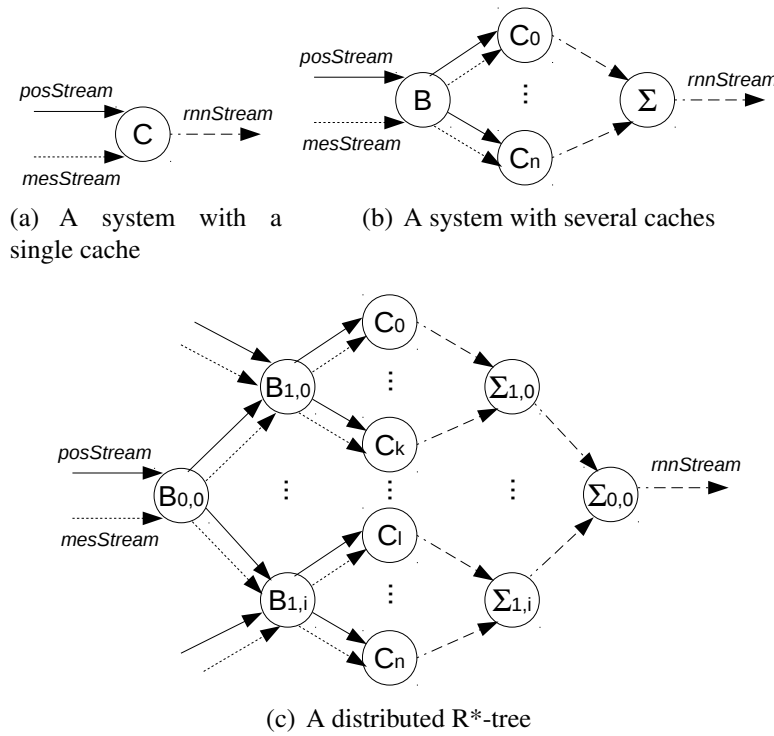 posStream
C
rnnStream
mesStream
(a) A system with a
single cache
posStream
mesStream
B
C0
...
Cn
Σ
rnnStream
(b) A system with several caches
posStream
mesStream
B0,0
B1,0
...
B1,i
C0
...
Ck
...
Cl
...
Cn
Σ1,0
...
Σ1,i
Σ0,0
rnnStream
(c) A distributed R*-tree